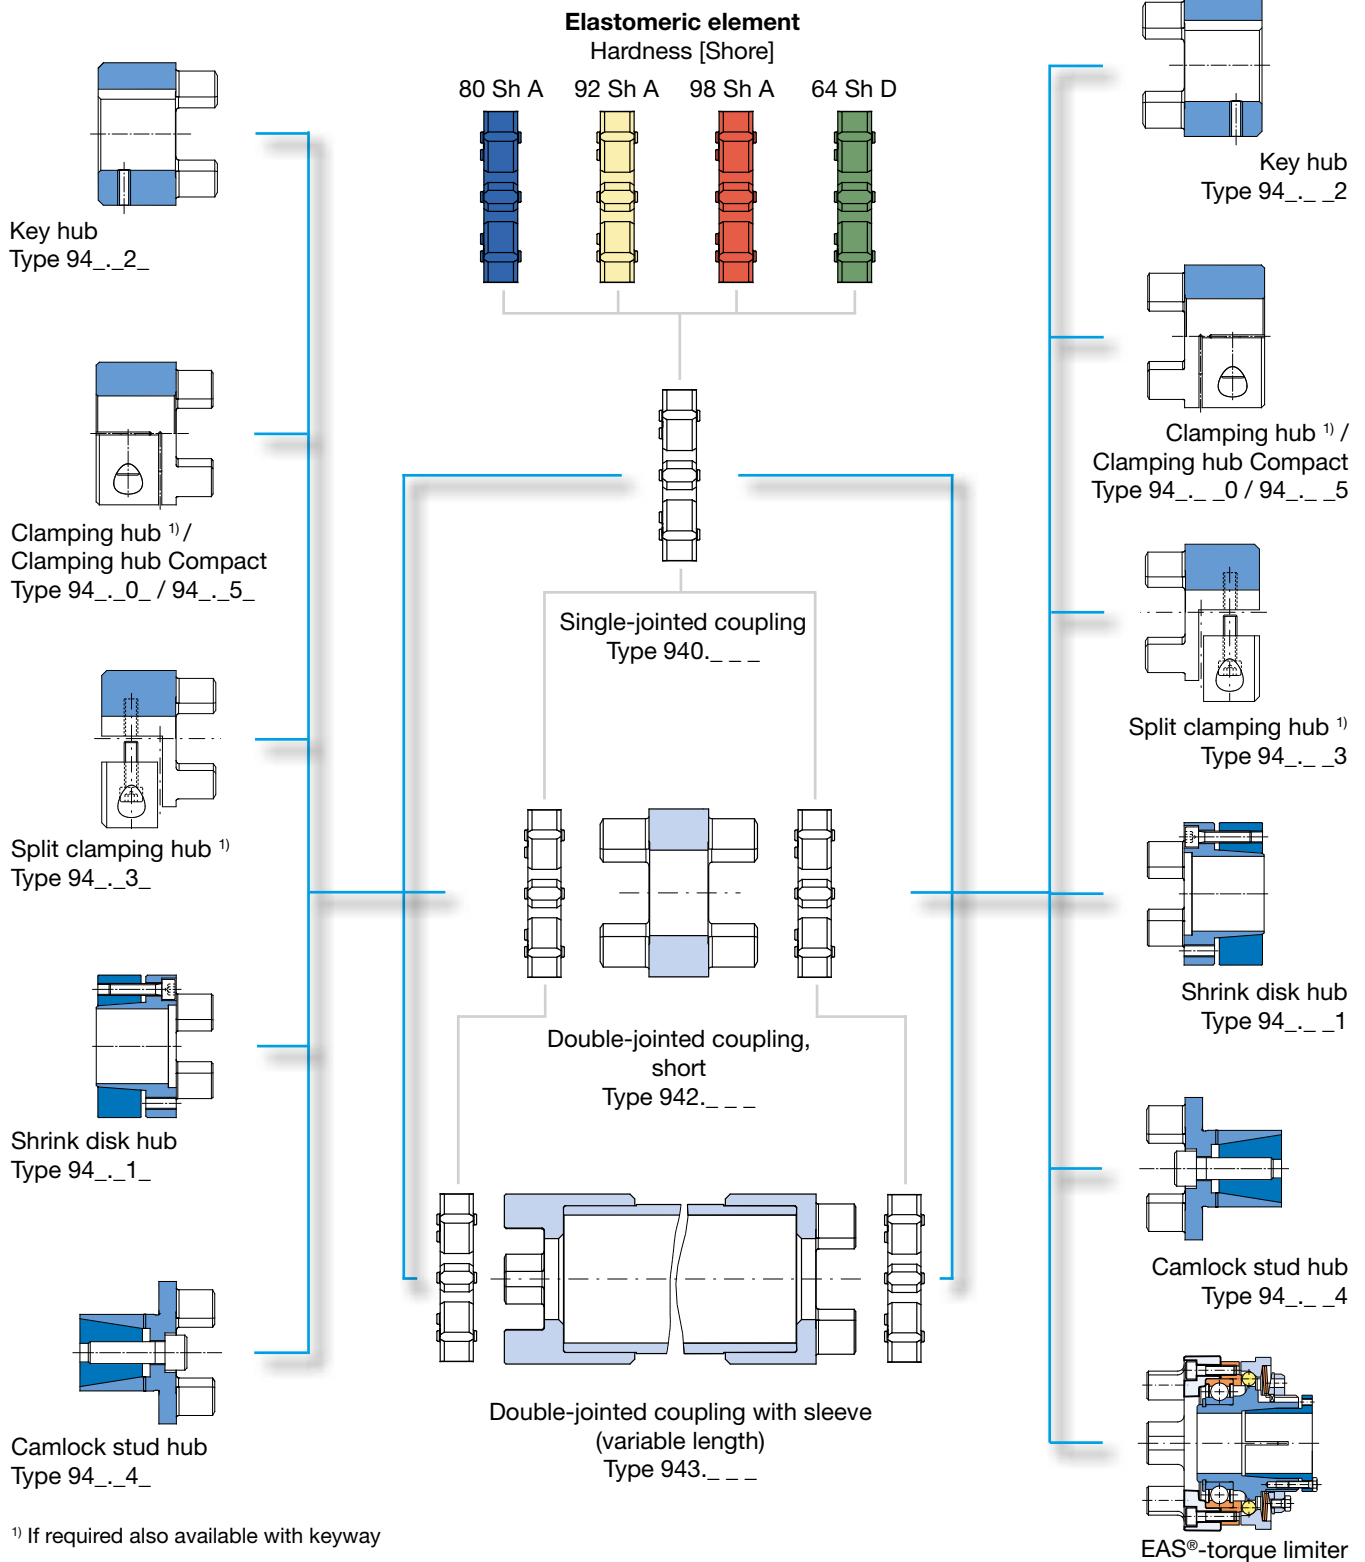 Elastomeric element
Hardness [Shore]
80 Sh A 92 Sh A 98 Sh A 64 Sh D
Key hub
Type 94_._2_
Clamping hub 1) /
Clamping hub Compact
Type 94_._0_ / 94_._5_
Split clamping hub 1)
Type 94_._3_
Shrink disk hub
Type 94_._1_
Camlock stud hub
Type 94_._4_
Single-jointed coupling
Type 940._ _ _
Double-jointed coupling,
short
Type 942._ _ _
Double-jointed coupling with sleeve
(variable length)
Type 943._ _ _
Key hub
Type 94_._ _2
Clamping hub 1) /
Clamping hub Compact
Type 94_._ _0 / 94_._ _5
Split clamping hub 1)
Type 94_._ _3
Shrink disk hub
Type 94_._ _1
Camlock stud hub
Type 94_._ _4
EAS®-torque limiter
1) If required also available with keyway